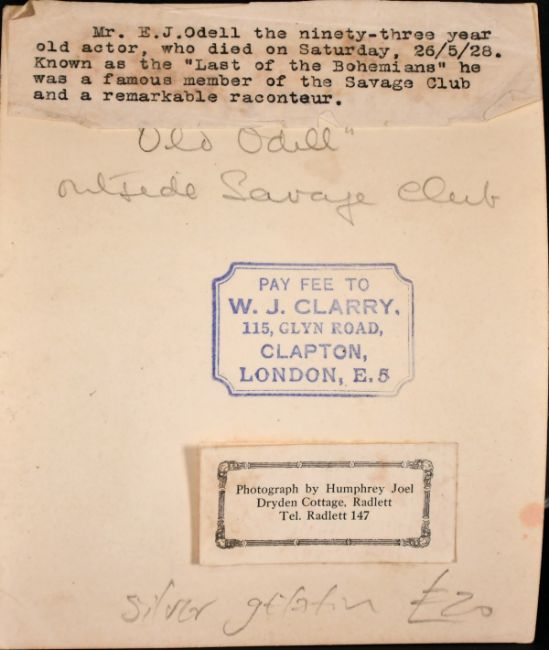 Mr. E.J.Odell the ninety-three year
old actor, who died on Saturday, 26/5/28.
Known as the "Last of the Bohemians" he
was a famous member of the Savage Club
and a remarkable raconteur.
"Old Odell"
outside Savage Club
PAY FEE TO
W. J. CLARRY,
115, GLYN ROAD,
CLAPTON,
LONDON, E.5
Photograph by Humphrey Joel
Dryden Cottage, Radlett
Tel. Radlett 147
silver gelatin £20